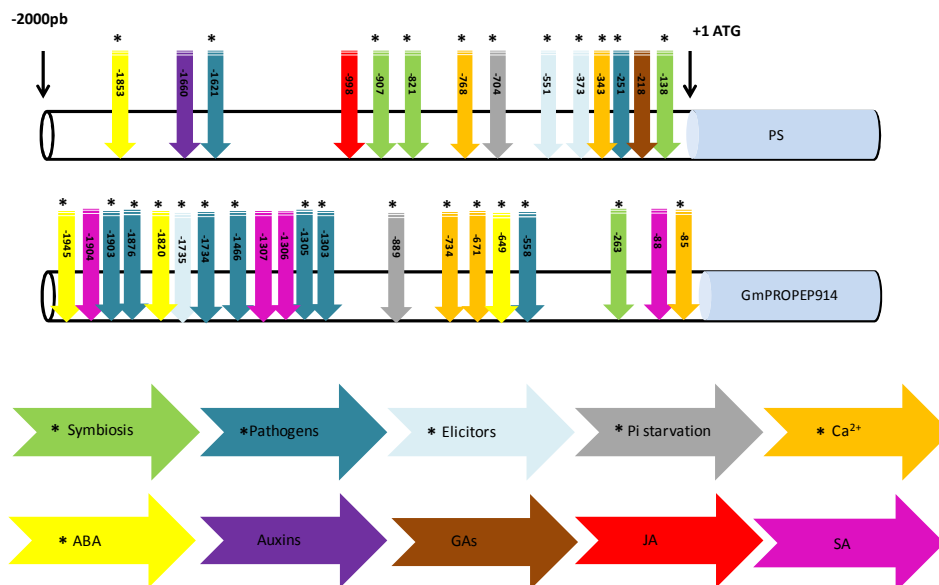 -2000pb
+1 ATG
* * * * * * * * * * *
-1853 -1660 -1621 -998 -907 -821 -768 -704 -551 -373 -343 -251 -218 -138
PS
* * * * * * * * * * * * * * * *
-1945 -1904 -1903 -1876 -1820 -1735 -1734 -1466 -1307 -1306 -1305 -1303 -889 -734 -671 -649 -558 -263 -88 -85
GmPROPEP914
* Symbiosis
*Pathogens
* Elicitors
* Pi starvation
* Ca²⁺
* ABA
Auxins
GAs
JA
SA